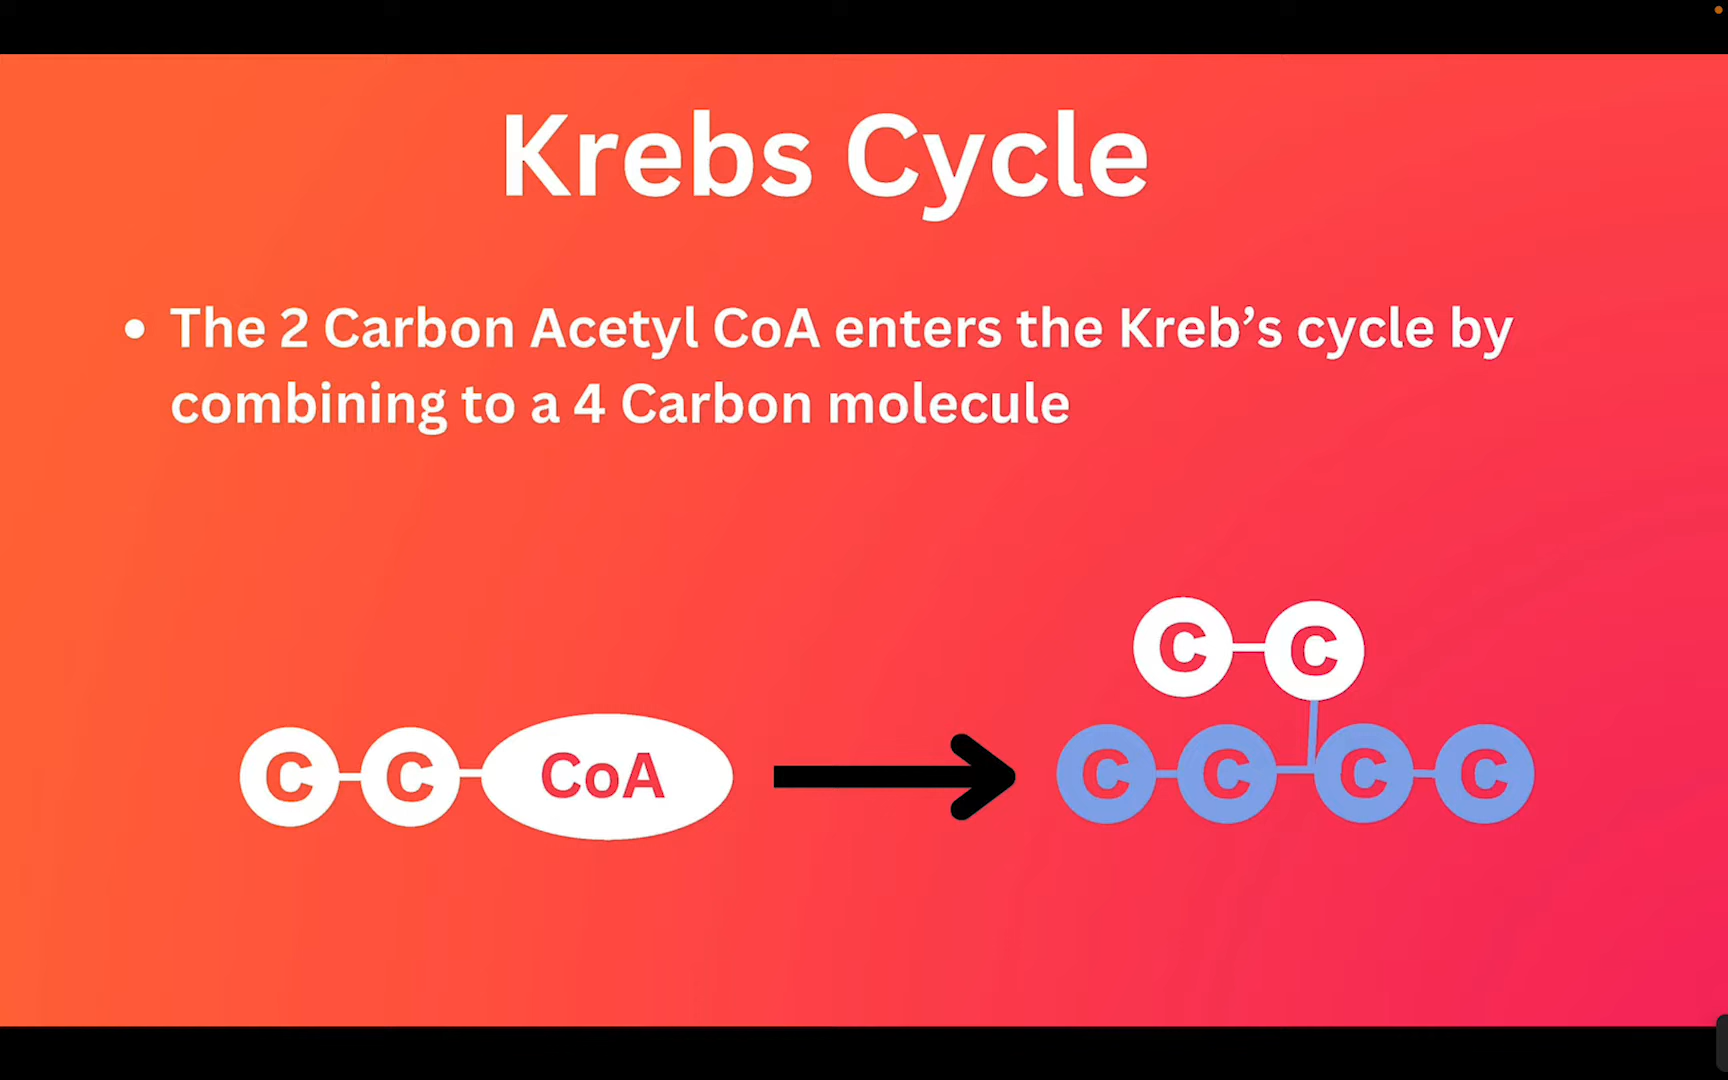 Krebs Cycle
• The 2 Carbon Acetyl CoA enters the Kreb’s cycle by
combining to a 4 Carbon molecule
C C
C C CoA
C C C C